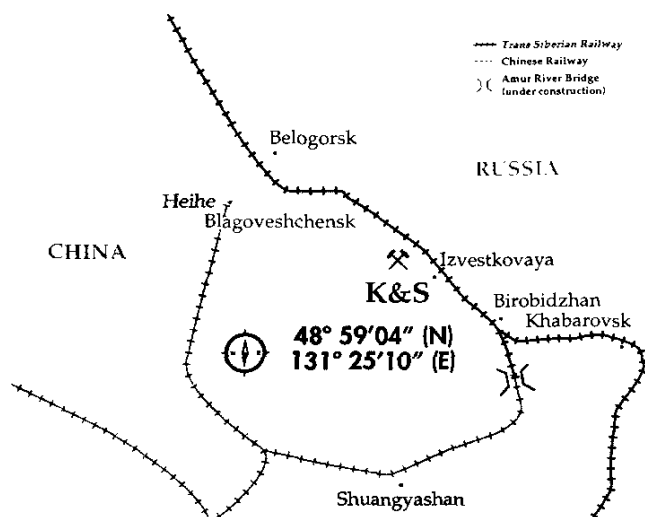 Trans Siberian Railway
Chinese Railway
Amur River Bridge
(under construction)
Belogorsk
RUSSIA
Heihe
Blagoveshchensk
CHINA
Izvestkovaya
K&S
Birobidzhan
Khabarovsk
48° 59'04" (N)
131° 25'10" (E)
Shuangyashan